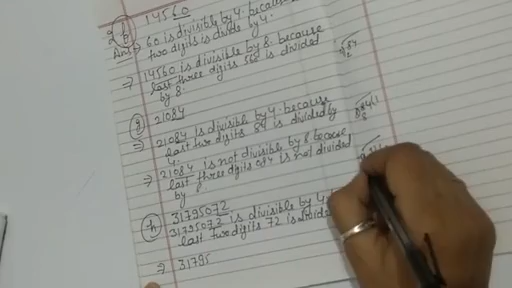 2 f 14560
Ans ⇒ 60 is divisible by 4. because
two digits is divide by 4.
⇒ 14560 is divisible by 8. because
last three digits 560 is divided
by 8
g 21084
⇒ 21084 is divisible by 4. because
last two digits 84 is divided by
4.
⇒ 21084 is not divisible by 8 because
last three digits 084 is not divided
by 8
h 31795072
31795072 is divisible by 4
last two digits 72 is divided
⇒ 31795